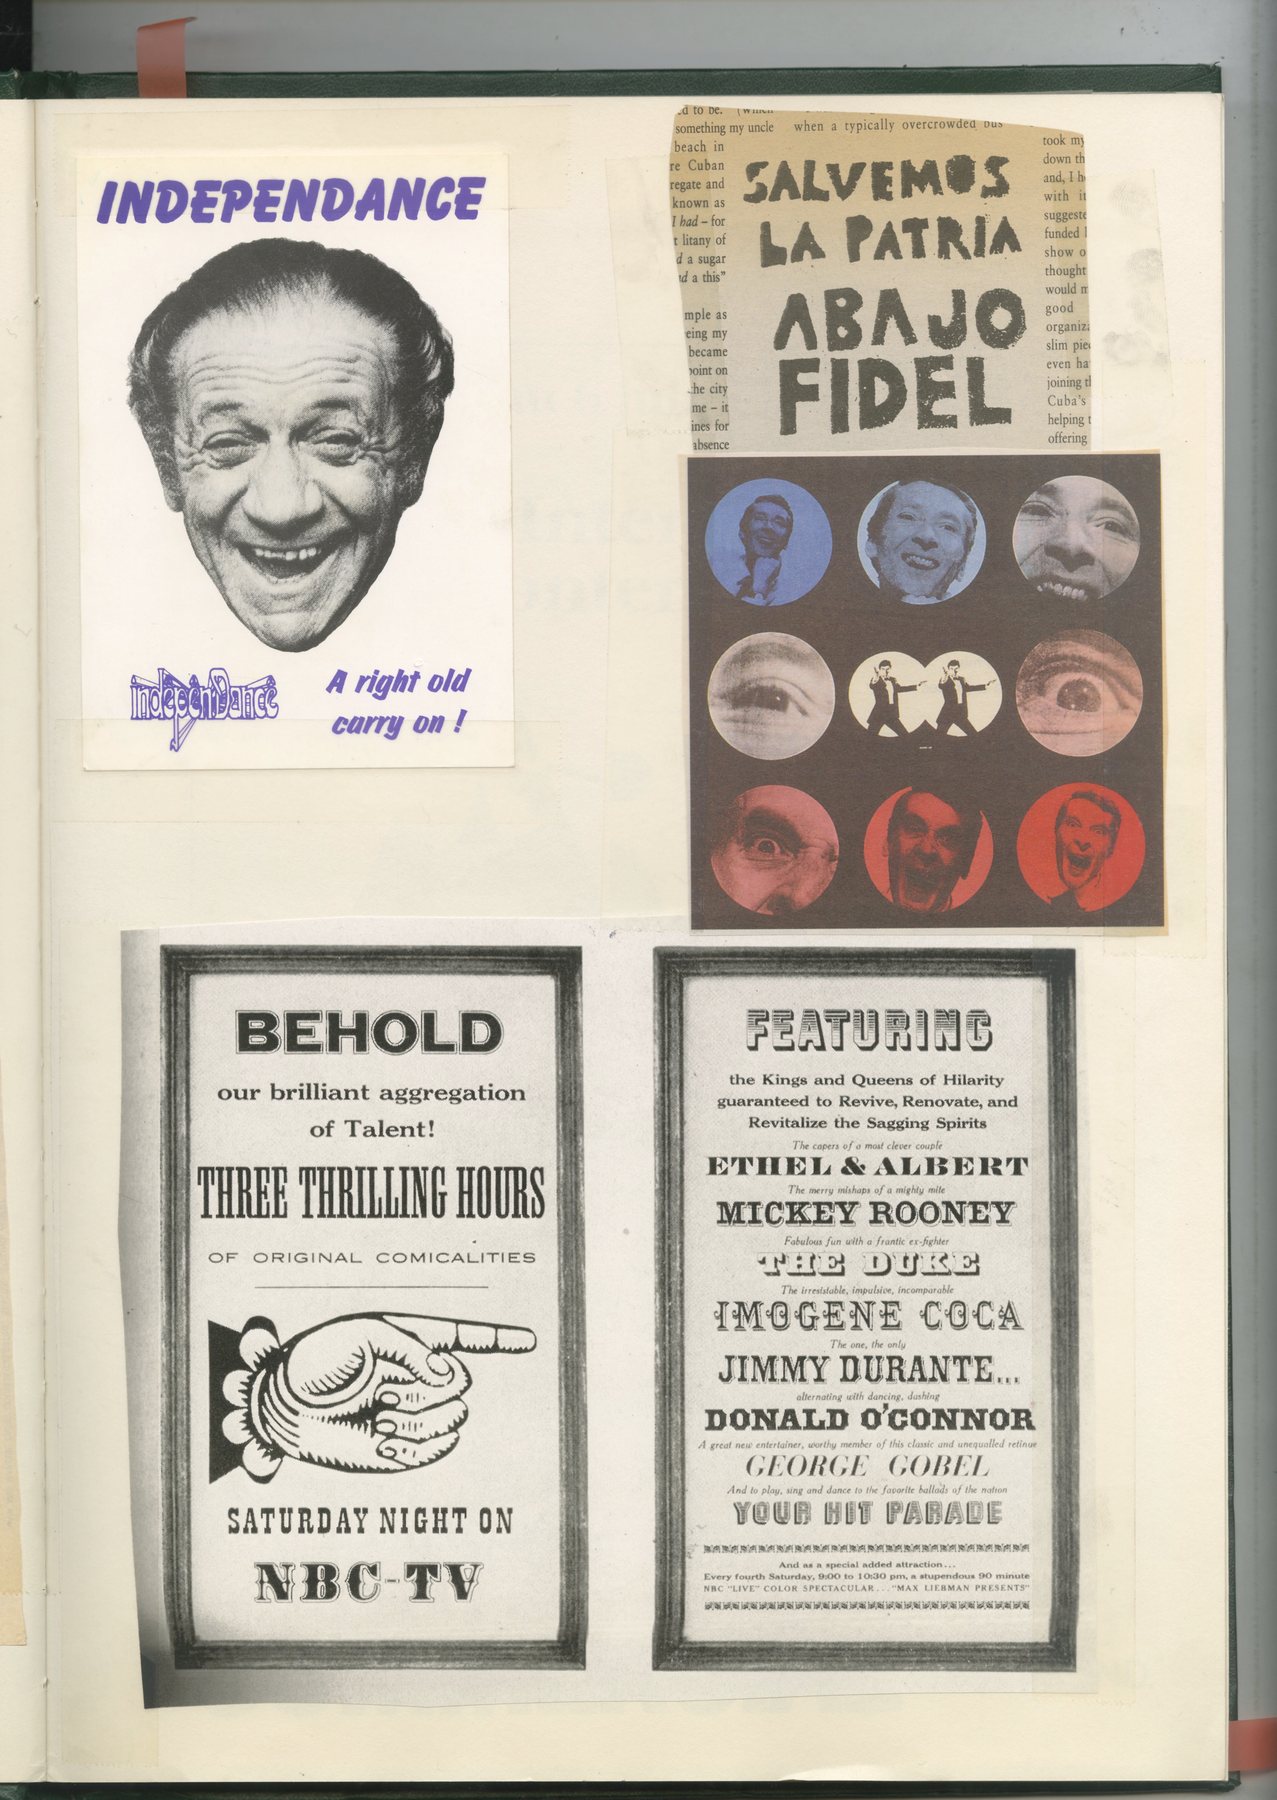 INDEPENDANCE
indepenDance
A right old
carry on !
ed to be. (which
something my uncle
when a typically overcrowded bus
beach in
re Cuban
regate and
known as
I had – for
t litany of
d a sugar
nd a this"
mple as
eing my
became
point on
the city
me – it
ines for
absence
SALVEMOS
LA PATRIA
ABAJO
FIDEL
took my
down th
and, I h
with it
suggeste
funded
show o
thought
would m
good
organiza
slim pie
even ha
joining th
Cuba's
helping t
offering
BEHOLD
our brilliant aggregation
of Talent!
THREE THRILLING HOURS
OF ORIGINAL COMICALITIES
SATURDAY NIGHT ON
NBC-TV
FEATURING
the Kings and Queens of Hilarity
guaranteed to Revive, Renovate, and
Revitalize the Sagging Spirits
The capers of a most clever couple
ETHEL & ALBERT
The merry mishaps of a mighty mite
MICKEY ROONEY
Fabulous fun with a frantic ex-fighter
THE DUKE
The irresistable, impulsive, incomparable
IMOGENE COCA
The one, the only
JIMMY DURANTE...
alternating with dancing, dashing
DONALD O'CONNOR
A great new entertainer, worthy member of this classic and unequalled retinue
GEORGE GOBEL
And to play, sing and dance to the favorite ballads of the nation
YOUR HIT PARADE
And as a special added attraction...
Every fourth Saturday, 9:00 to 10:30 pm, a stupendous 90 minute
NBC "LIVE" COLOR SPECTACULAR... "MAX LIEBMAN PRESENTS"